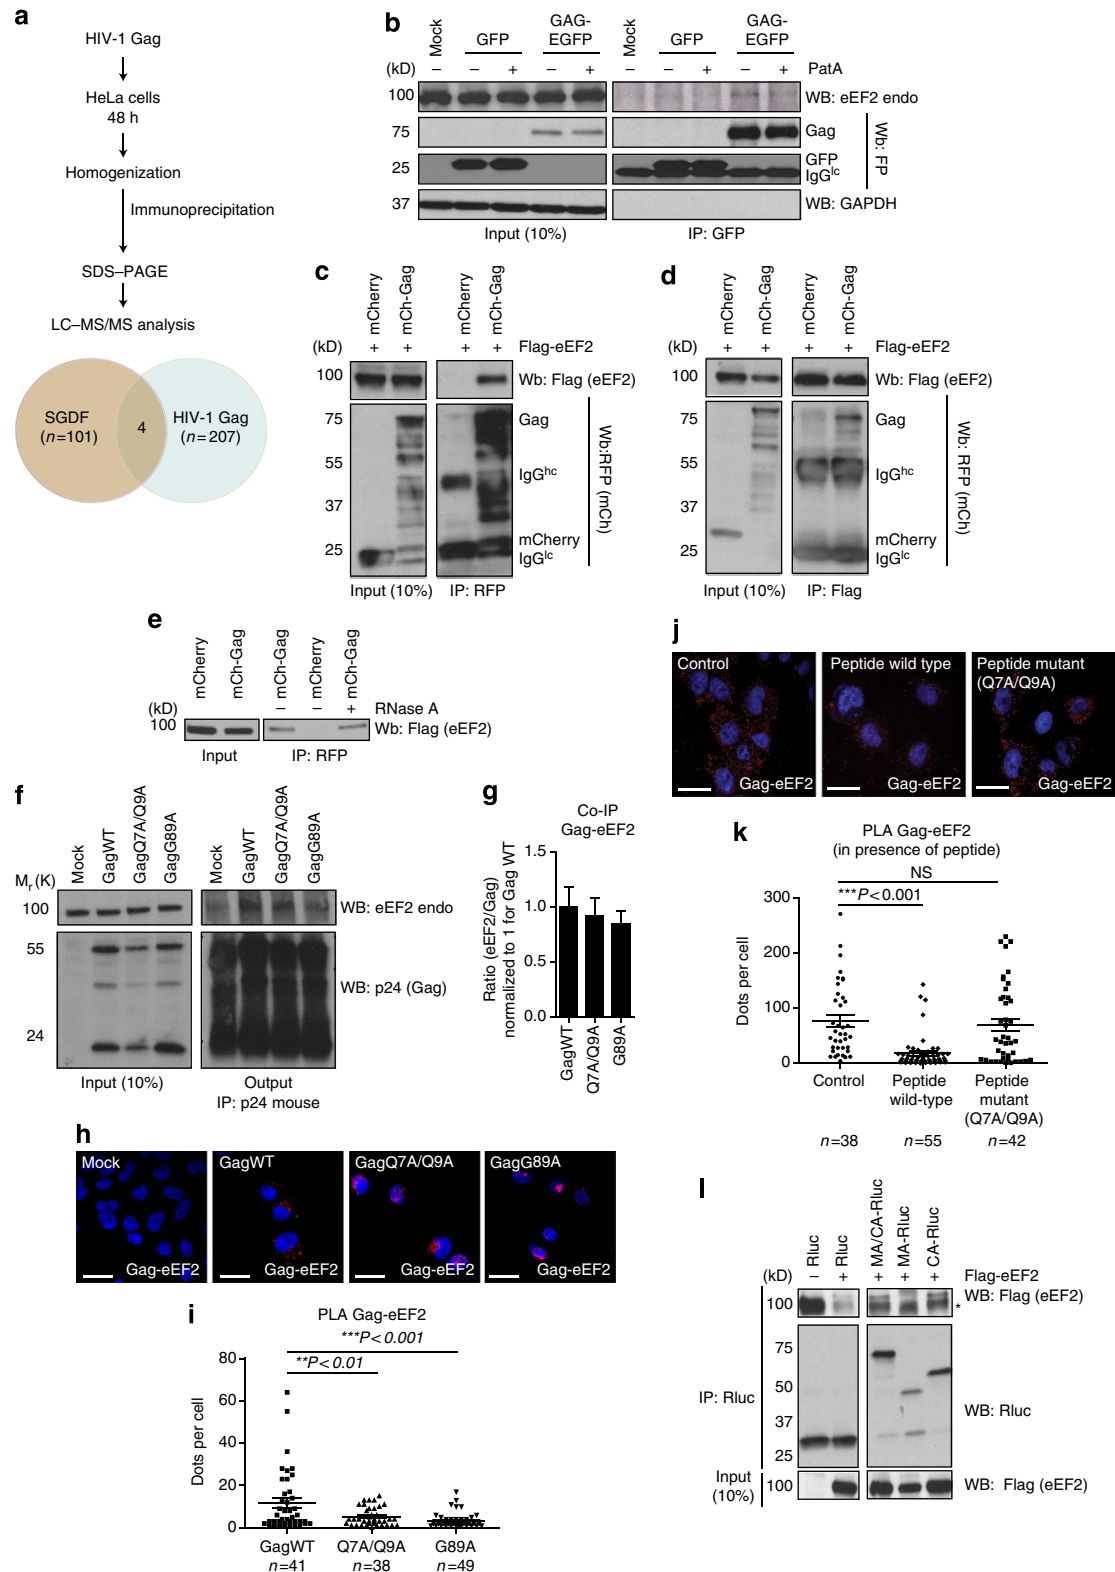 a
HIV-1 Gag
HeLa cells
48 h
Homogenization
Immunoprecipitation
SDS–PAGE
LC–MS/MS analysis
SGDF
(n=101)
4
HIV-1 Gag
(n=207)
b
Mock GFP GAG-EGFP Mock GFP GAG-EGFP
(kD) – – + – + – – + – + PatA
100 WB: eEF2 endo
75 Gag
25 GFP
IgGlc
Wb: FP
37 WB: GAPDH
Input (10%) IP: GFP
c
mCherry mCh-Gag mCherry mCh-Gag
(kD) + + + + Flag-eEF2
100 Wb: Flag (eEF2)
75 Gag
55 IgGhc
37
25 mCherry
IgGlc
Wb:RFP (mCh)
Input (10%) IP: RFP
d
mCherry mCh-Gag mCherry mCh-Gag
(kD) + + + + Flag-eEF2
100 Wb: Flag (eEF2)
75 Gag
55 IgGhc
37
25 mCherry
IgGlc
Wb: RFP (mCh)
Input (10%) IP: Flag
e
mCherry mCh-Gag mCh-Gag mCherry mCh-Gag
(kD) – – + RNase A
100 Wb: Flag (eEF2)
Input IP: RFP
f
Mock GagWT GagQ7A/Q9A GagG89A Mock GagWT GagQ7A/Q9A GagG89A
Mr (K)
100 WB: eEF2 endo
55
WB: p24 (Gag)
24
Input (10%) Output
IP: p24 mouse
g
Co-IP
Gag-eEF2
Ratio (eEF2/Gag)
normalized to 1 for Gag WT
1.5
1.0
0.5
0.0
GagWT Q7A/Q9A G89A
h
Mock GagWT GagQ7A/Q9A GagG89A
Gag-eEF2 Gag-eEF2 Gag-eEF2 Gag-eEF2
i
PLA Gag-eEF2
***P<0.001
**P<0.01
Dots per cell
80
60
40
20
0
GagWT Q7A/Q9A G89A
n=41 n=38 n=49
j
Control Peptide wild type Peptide mutant
(Q7A/Q9A)
Gag-eEF2 Gag-eEF2 Gag-eEF2
k
PLA Gag-eEF2
(in presence of peptide)
NS
***P<0.001
Dots per cell
300
200
100
0
Control Peptide Peptide
wild-type mutant
(Q7A/Q9A)
n=38 n=55 n=42
l
Rluc Rluc MA/CA-Rluc MA-Rluc CA-Rluc
(kD) – + + + + Flag-eEF2
100 WB: Flag (eEF2)
*
75
50
37
25
IP: Rluc
WB: Rluc
Input
(10%) 100 WB: Flag (eEF2)